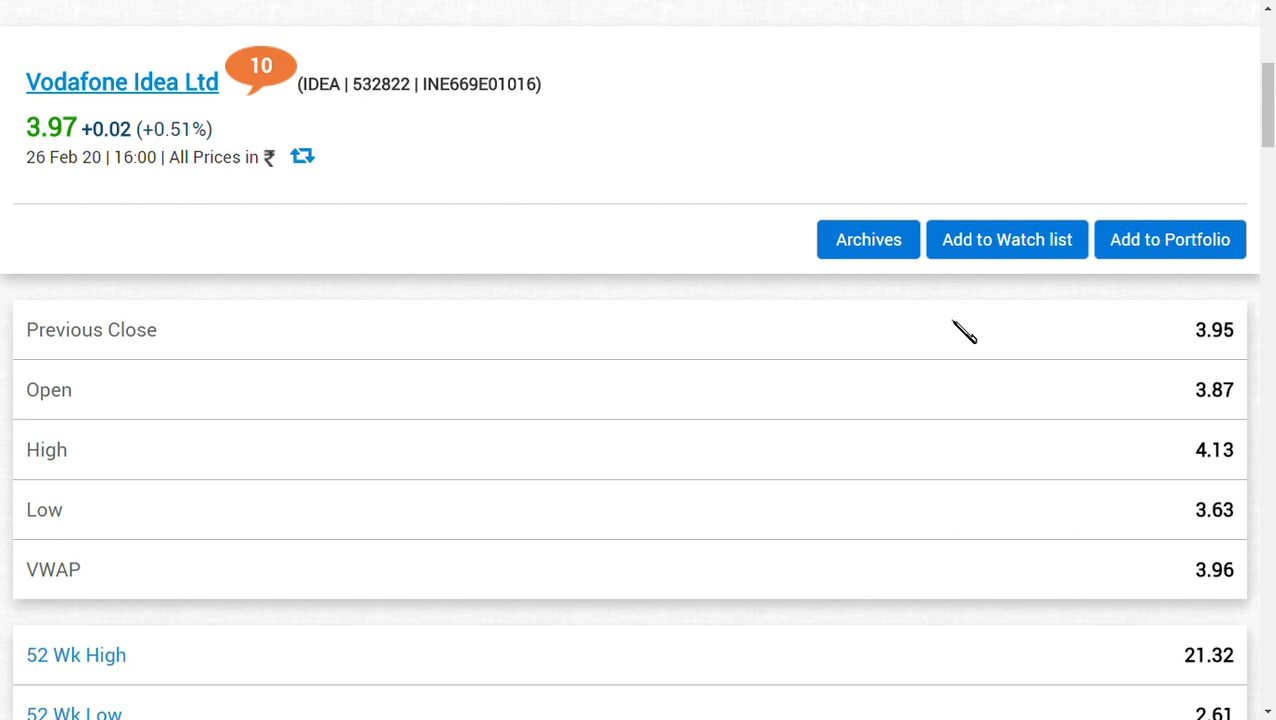 Vodafone Idea Ltd 10 (IDEA | 532822 | INE669E01016)
3.97 +0.02 (+0.51%)
26 Feb 20 | 16:00 | All Prices in ₹
Archives Add to Watch list Add to Portfolio
Previous Close 3.95
Open 3.87
High 4.13
Low 3.63
VWAP 3.96
52 Wk High 21.32
52 Wk Low 2.61